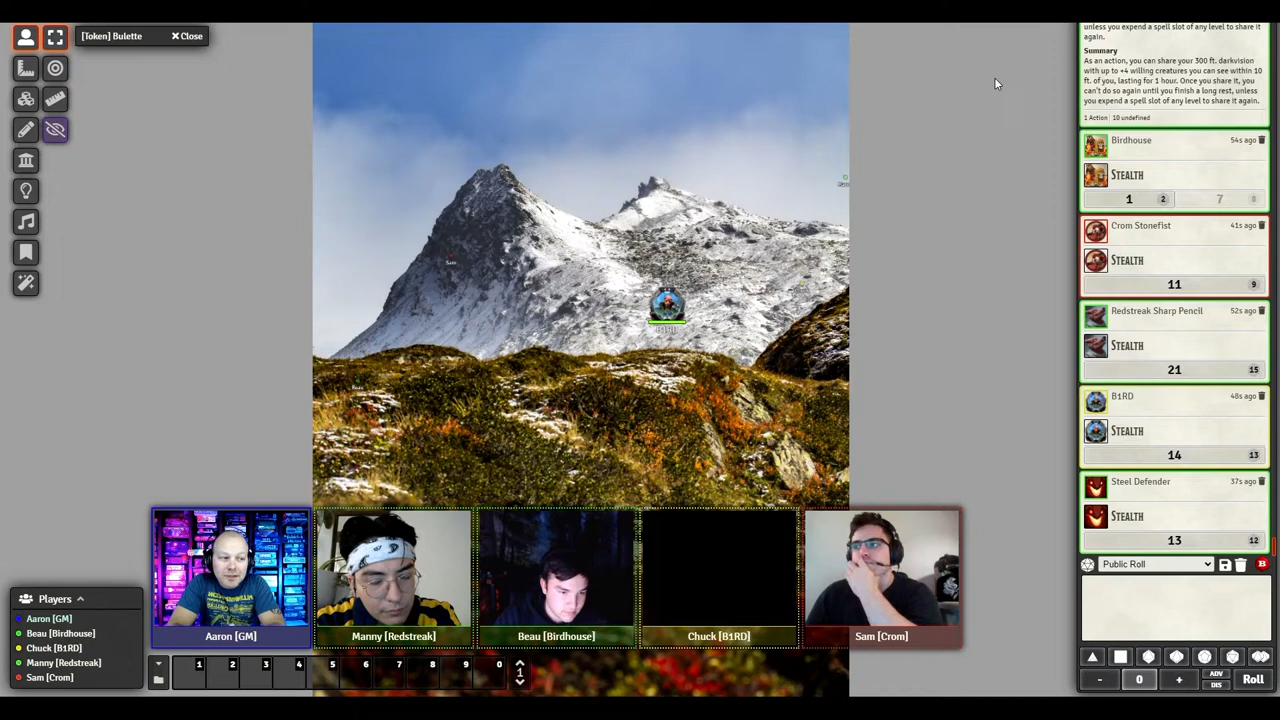 [Token] Bulette
Close
unless you expend a spell slot of any level to share it
again.
Summary
As an action, you can share your 300 ft. darkvision
with up to +4 willing creatures you can see within 10
ft. of you, lasting for 1 hour. Once you share it, you
can't do so again until you finish a long rest, unless
you expend a spell slot of any level to share it again.
1 Action | 10 undefined
Birdhouse 54s ago
Stealth
1 2 7
Crom Stonefist 41s ago
Stealth
11 9
Redstreak Sharp Pencil 52s ago
Stealth
21 15
B1RD 48s ago
Stealth
14 13
Steel Defender 37s ago
Stealth
13 12
Public Roll
- 0 + ADV DIS Roll
Sam
B1RD
Beau
Players
Aaron [GM]
Beau [Birdhouse]
Chuck [B1RD]
Manny [Redstreak]
Sam [Crom]
Aaron [GM]
Manny [Redstreak]
Beau [Birdhouse]
Chuck [B1RD]
Sam [Crom]
1 2 3 4 5 6 7 8 9 0 1